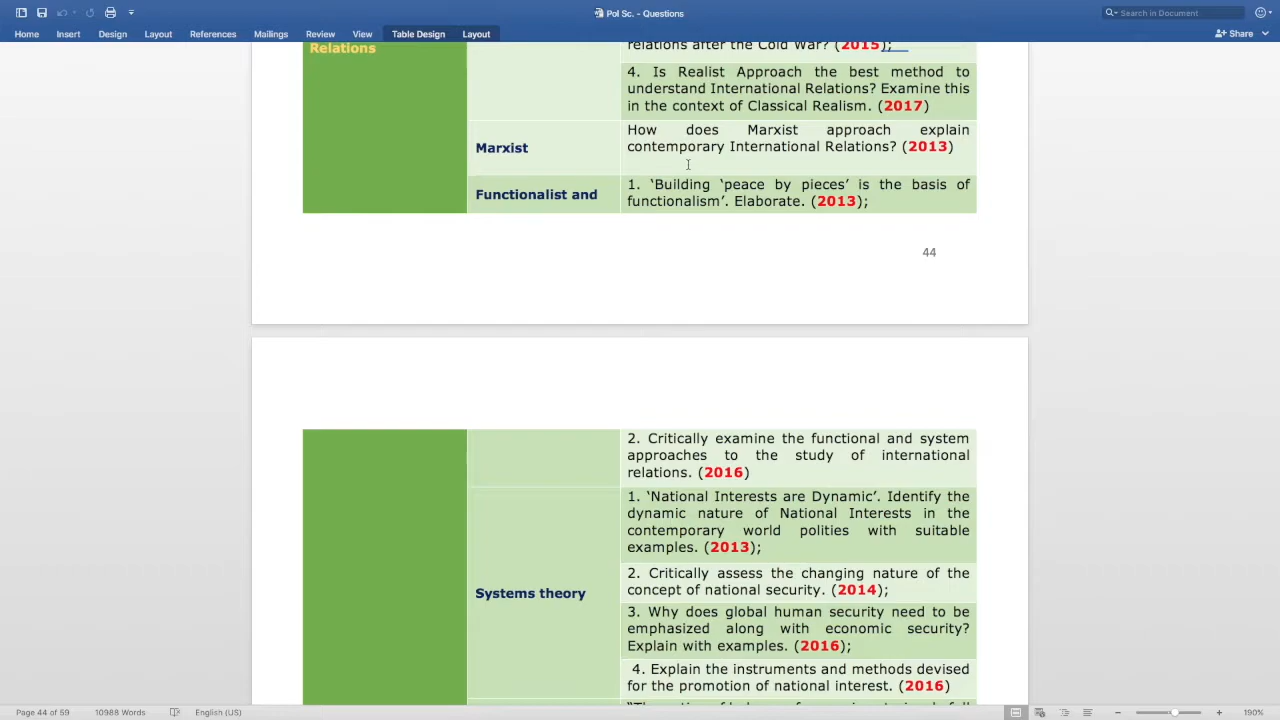 Pol Sc. - Questions
Search in Document
Home Insert Design Layout References Mailings Review View Table Design Layout
Share
Relations
relations after the Cold War? (2015);
4. Is Realist Approach the best method to
understand International Relations? Examine this
in the context of Classical Realism. (2017)
Marxist
How does Marxist approach explain
contemporary International Relations? (2013)
Functionalist and
1. ‘Building ‘peace by pieces’ is the basis of
functionalism’. Elaborate. (2013);
44
2. Critically examine the functional and system
approaches to the study of international
relations. (2016)
Systems theory
1. ‘National Interests are Dynamic’. Identify the
dynamic nature of National Interests in the
contemporary world polities with suitable
examples. (2013);
2. Critically assess the changing nature of the
concept of national security. (2014);
3. Why does global human security need to be
emphasized along with economic security?
Explain with examples. (2016);
4. Explain the instruments and methods devised
for the promotion of national interest. (2016)
Page 44 of 59 10988 Words English (US) 190%